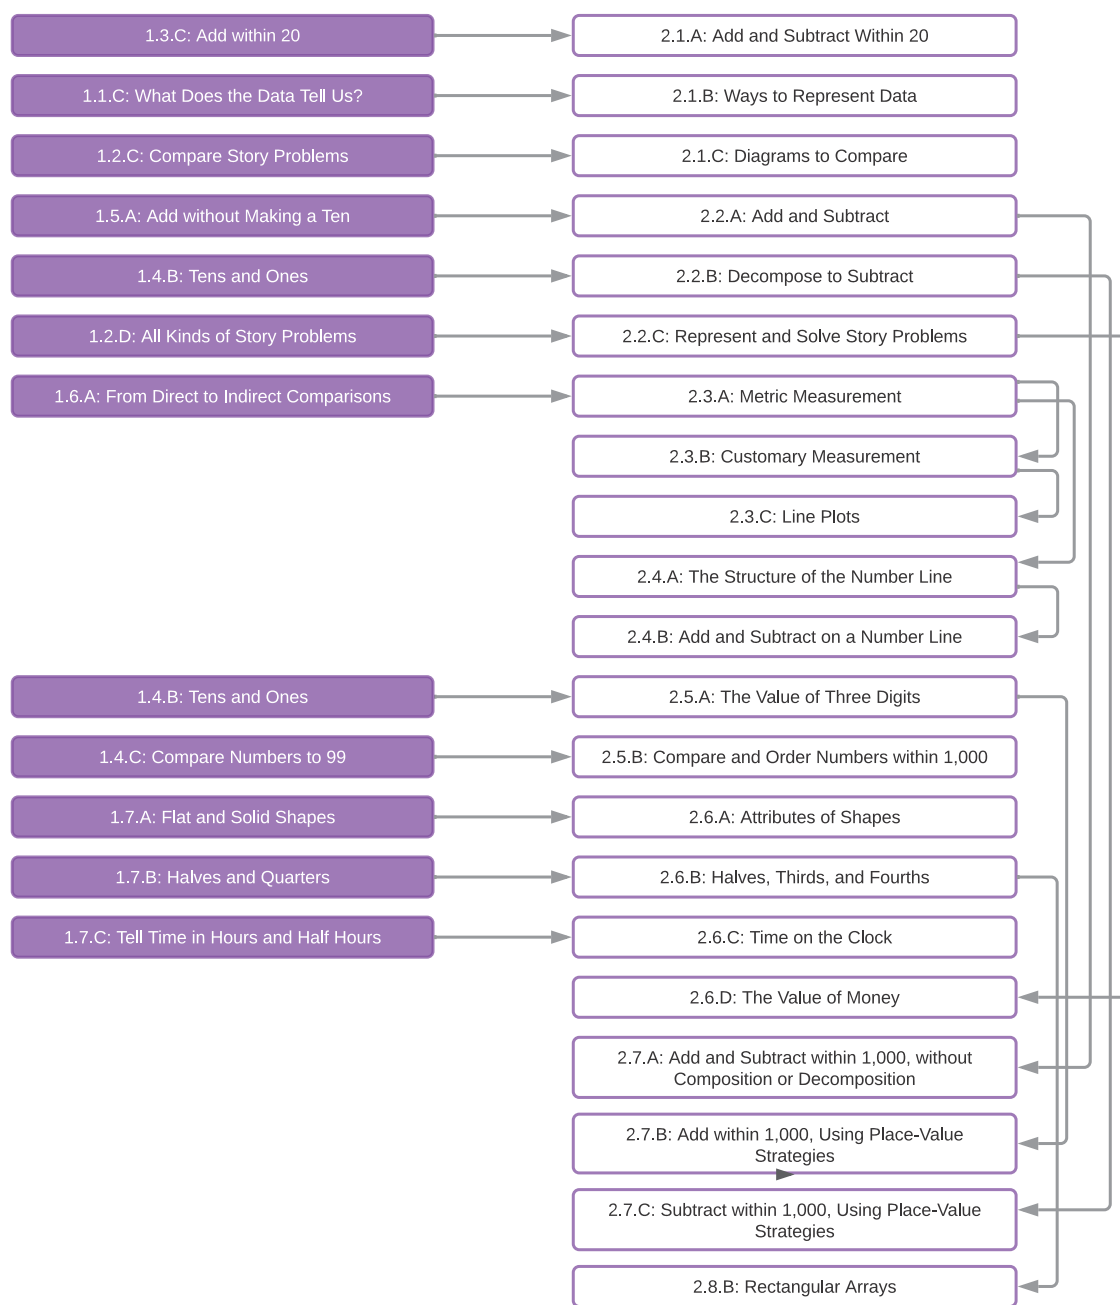 1.3.C: Add within 20
2.1.A: Add and Subtract Within 20
1.1.C: What Does the Data Tell Us?
2.1.B: Ways to Represent Data
1.2.C: Compare Story Problems
2.1.C: Diagrams to Compare
1.5.A: Add without Making a Ten
2.2.A: Add and Subtract
1.4.B: Tens and Ones
2.2.B: Decompose to Subtract
1.2.D: All Kinds of Story Problems
2.2.C: Represent and Solve Story Problems
1.6.A: From Direct to Indirect Comparisons
2.3.A: Metric Measurement
2.3.B: Customary Measurement
2.3.C: Line Plots
2.4.A: The Structure of the Number Line
2.4.B: Add and Subtract on a Number Line
1.4.B: Tens and Ones
2.5.A: The Value of Three Digits
1.4.C: Compare Numbers to 99
2.5.B: Compare and Order Numbers within 1,000
1.7.A: Flat and Solid Shapes
2.6.A: Attributes of Shapes
1.7.B: Halves and Quarters
2.6.B: Halves, Thirds, and Fourths
1.7.C: Tell Time in Hours and Half Hours
2.6.C: Time on the Clock
2.6.D: The Value of Money
2.7.A: Add and Subtract within 1,000, without
Composition or Decomposition
2.7.B: Add within 1,000, Using Place-Value
Strategies
2.7.C: Subtract within 1,000, Using Place-Value
Strategies
2.8.B: Rectangular Arrays